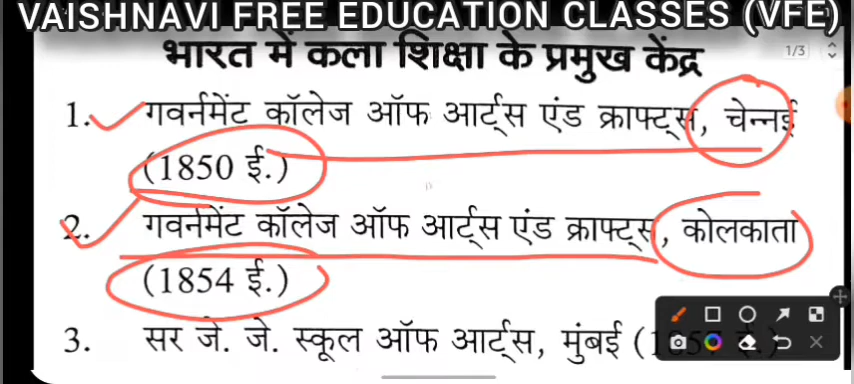 VAISHNAVI FREE EDUCATION CLASSES (VFE)
भारत में कला शिक्षा के प्रमुख केंद्र
1/3
1. गवर्नमेंट कॉलेज ऑफ आर्ट्स एंड क्राफ्ट्स, चेन्नई
(1850 ई.)
2. गवर्नमेंट कॉलेज ऑफ आर्ट्स एंड क्राफ्ट्स, कोलकाता
(1854 ई.)
3. सर जे. जे. स्कूल ऑफ आर्ट्स, मुंबई (1857 ई.)